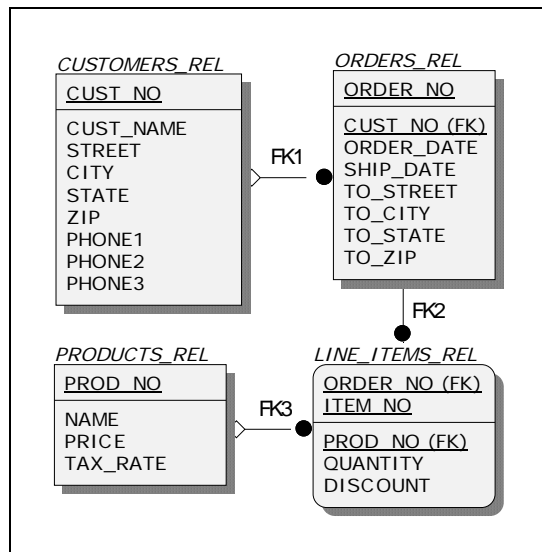 CUSTOMERS_REL
CUST_NO
CUST_NAME
STREET
CITY
STATE
ZIP
PHONE1
PHONE2
PHONE3
FK1
ORDERS_REL
ORDER_NO
CUST_NO (FK)
ORDER_DATE
SHIP_DATE
TO_STREET
TO_CITY
TO_STATE
TO_ZIP
FK2
PRODUCTS_REL
PROD_NO
NAME
PRICE
TAX_RATE
FK3
LINE_ITEMS_REL
ORDER_NO (FK)
ITEM_NO
PROD_NO (FK)
QUANTITY
DISCOUNT